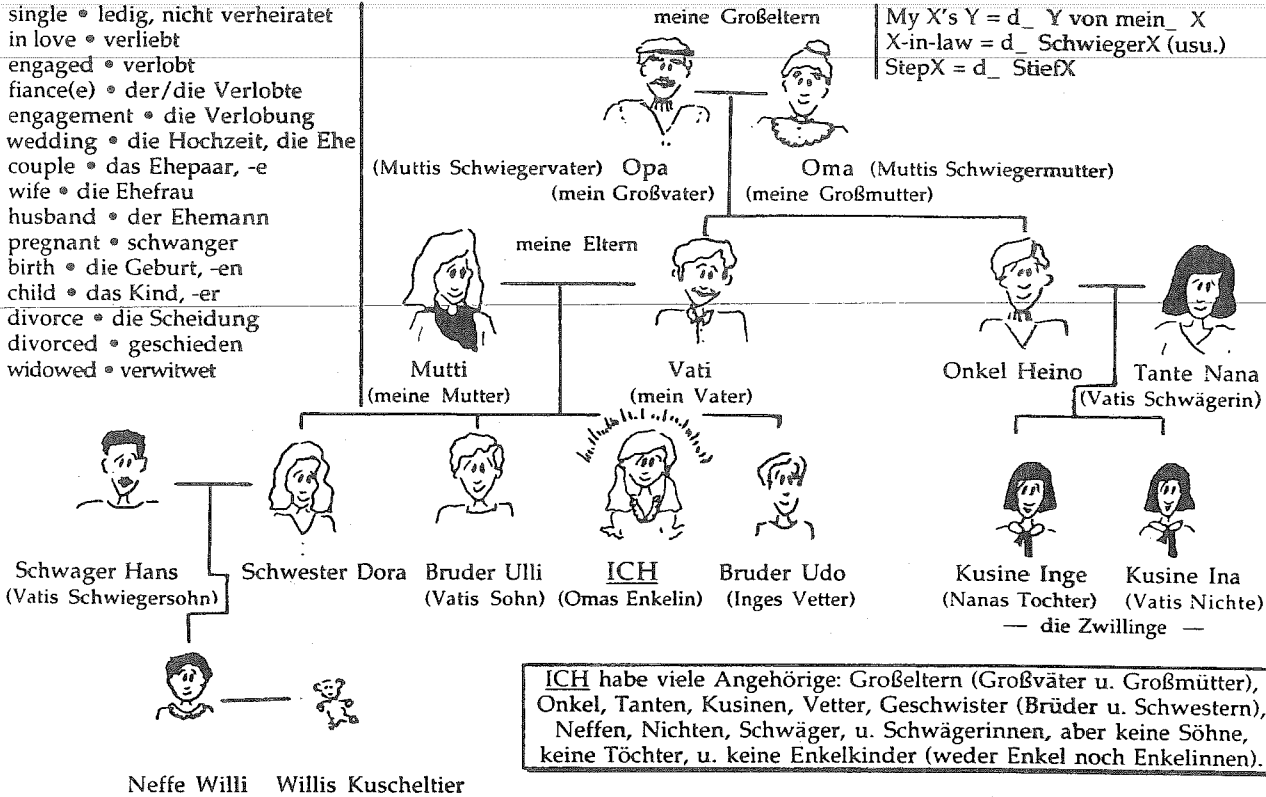 single • ledig, nicht verheiratet
in love • verliebt
engaged • verlobt
fiance(e) • der/die Verlobte
engagement • die Verlobung
wedding • die Hochzeit, die Ehe
couple • das Ehepaar, -e
wife • die Ehefrau
husband • der Ehemann
pregnant • schwanger
birth • die Geburt, -en
child • das Kind, -er
divorce • die Scheidung
divorced • geschieden
widowed • verwitwet
meine Großeltern
My X's Y = d_ Y von mein_ X
X-in-law = d_ SchwiegerX (usu.)
StepX = d_ StiefX
(Muttis Schwiegervater) Opa
(mein Großvater)
Oma (Muttis Schwiegermutter)
(meine Großmutter)
meine Eltern
Mutti
(meine Mutter)
Vati
(mein Vater)
Onkel Heino
Tante Nana
(Vatis Schwägerin)
Schwager Hans
(Vatis Schwiegersohn)
Schwester Dora
Bruder Ulli
(Vatis Sohn)
ICH
(Omas Enkelin)
Bruder Udo
(Inges Vetter)
Kusine Inge
(Nanas Tochter)
Kusine Ina
(Vatis Nichte)
— die Zwillinge —
Neffe Willi
Willis Kuscheltier
ICH habe viele Angehörige: Großeltern (Großväter u. Großmütter),
Onkel, Tanten, Kusinen, Vetter, Geschwister (Brüder u. Schwestern),
Neffen, Nichten, Schwäger, u. Schwägerinnen, aber keine Söhne,
keine Töchter, u. keine Enkelkinder (weder Enkel noch Enkelinnen).